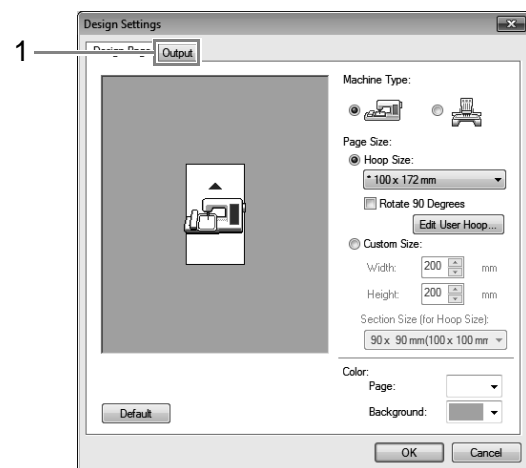 Design Settings
1
Design Page
Output
Machine Type:
Page Size:
Hoop Size:
* 100 x 172 mm
Rotate 90 Degrees
Edit User Hoop...
Custom Size:
Width: 200 mm
Height: 200 mm
Section Size (for Hoop Size):
90 x 90 mm(100 x 100 mm
Color:
Page:
Background:
Default
OK
Cancel